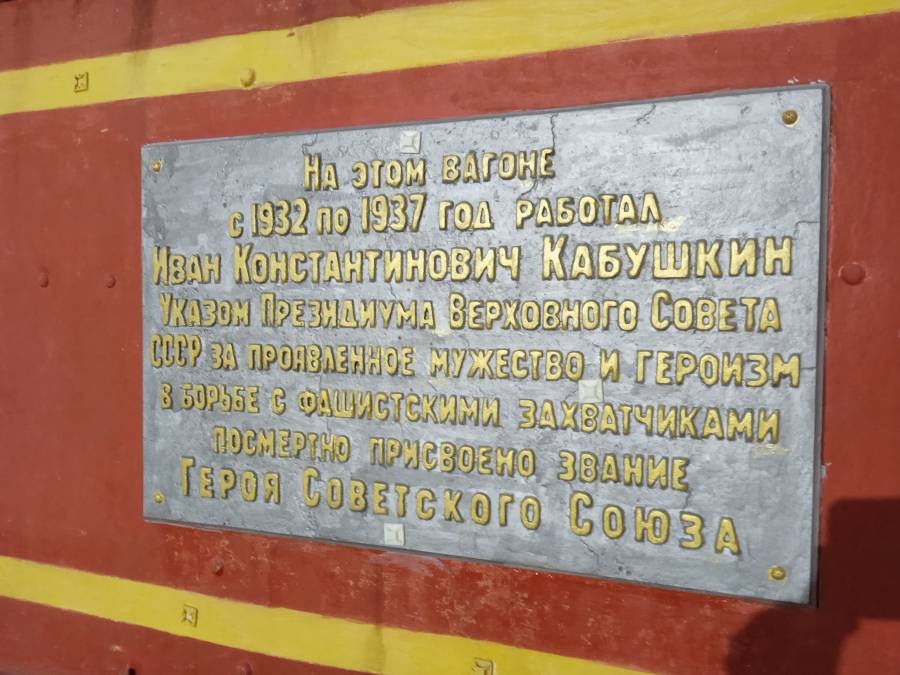 На этом вагоне
с 1932 по 1937 год работал
Иван Константинович Кабушкин
Указом Президиума Верховного Совета
СССР за проявленное мужество и героизм
в борьбе с фашистскими захватчиками
посмертно присвоено звание
Героя Советского Союза